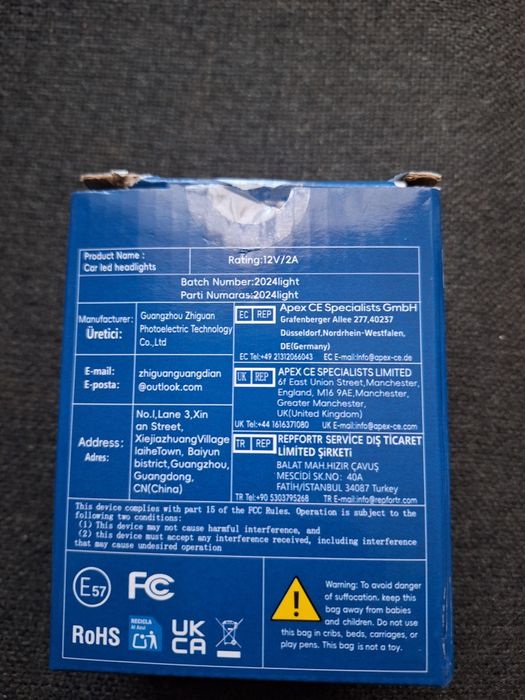 Product Name :
Car led headlights
Rating:12V/2A
Batch Number:2024light
Parti Numaras:2024light
Manufacturer:
Üretici:
Guangzhou Zhiguan
Photoelectric Technology
Co.,Ltd
EC REP
Apex CE Specialists GmbH
Grafenberger Allee 277,40237
Düsseldorf,Nordrhein-Westfalen,
DE(Germany)
EC Tel:+49 21312066043 EC E-mail:Info@apex-ce.de
E-mail:
E-posta:
zhiguanguangdian
@outlook.com
UK REP
APEX CE SPECIALISTS LIMITED
6f East Union Street,Manchester,
England, M16 9AE,Manchester,
Greater Manchester,
UK(United Kingdom)
UK Tel:+44 1616371080 UK E-email:info@apex-ce.com
Address:
Adres:
No.1,Lane 3,Xin
an Street,
XiejiazhuangVillage
laiheTown, Baiyun
bistrict,Guangzhou,
Guangdong,
CN(China)
TR REP
REPFORTR SERVICE DIŞ TİCARET
LİMİTED ŞİRKETİ
BALAT MAH.HIZIR ÇAVUŞ
MESCİDİ SK.NO: 40A
FATİH/ISTANBUL 34087 Turkey
TR Tel:+90 5303795268 TR E-mail:info@repfortr.com
This device complies with part 15 of the FCC Rules. Operation is subject to the
following two conditions:
(1) This device may not cause harmful interference, and
(2) this device must accept any interference received, including interference
that may cause undesired operation
E57
FC
RoHS
RECICLA
Al Azul
UK
CA
Warning: To avoid danger
of suffocation. keep this
bag away from babies
and children. Do not use
this bag in cribs, beds, carriages, or
play pens. This bag is not a toy.